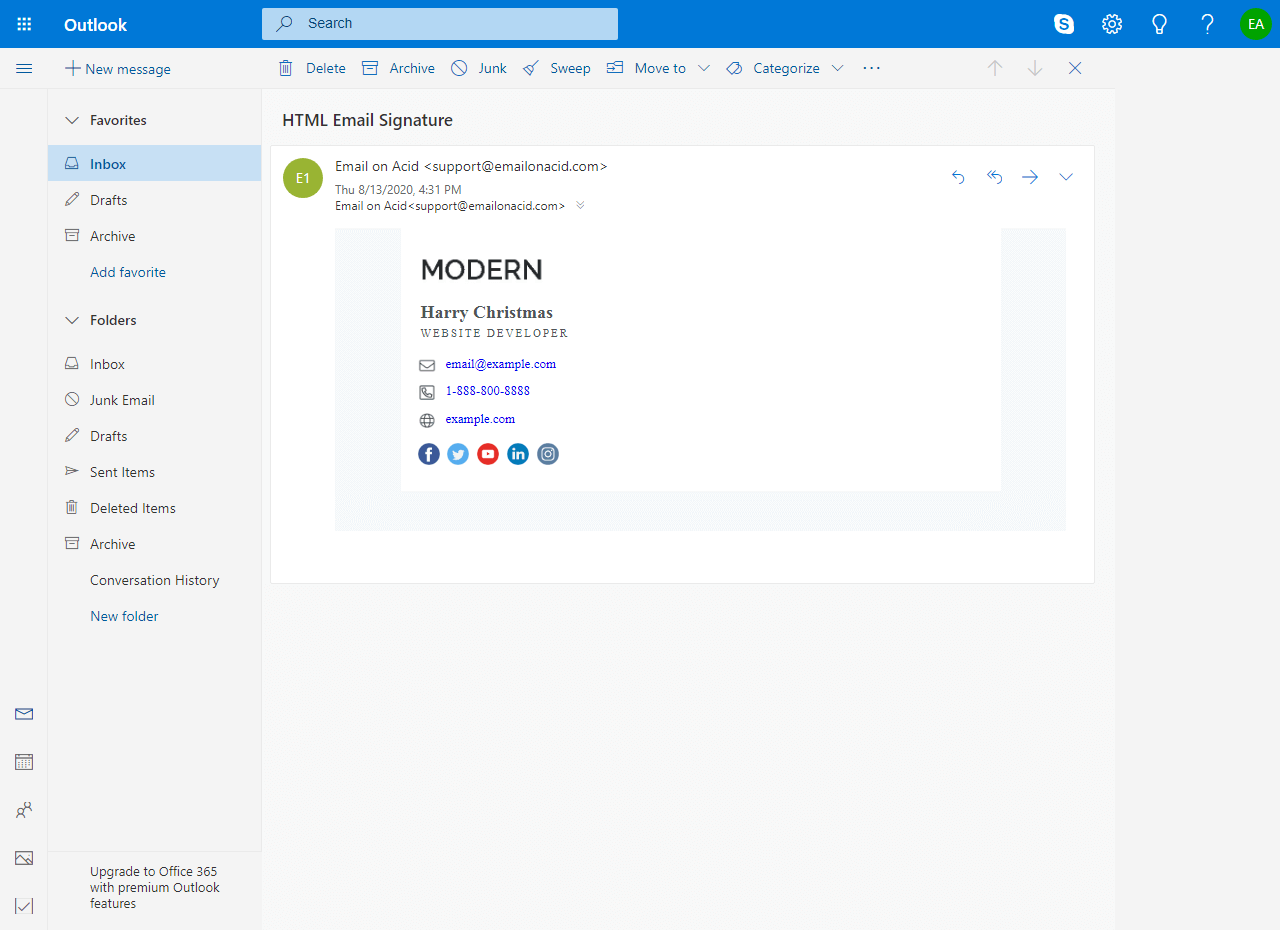 Outlook
Search
EA
New message
Delete
Archive
Junk
Sweep
Move to
Categorize
Favorites
Inbox
Drafts
Archive
Add favorite
Folders
Inbox
Junk Email
Drafts
Sent Items
Deleted Items
Archive
Conversation History
New folder
Upgrade to Office 365
with premium Outlook
features
HTML Email Signature
E1
Email on Acid <support@emailonacid.com>
Thu 8/13/2020, 4:31 PM
Email on Acid<support@emailonacid.com>
MODERN
Harry Christmas
WEBSITE DEVELOPER
email@example.com
1-888-800-8888
example.com